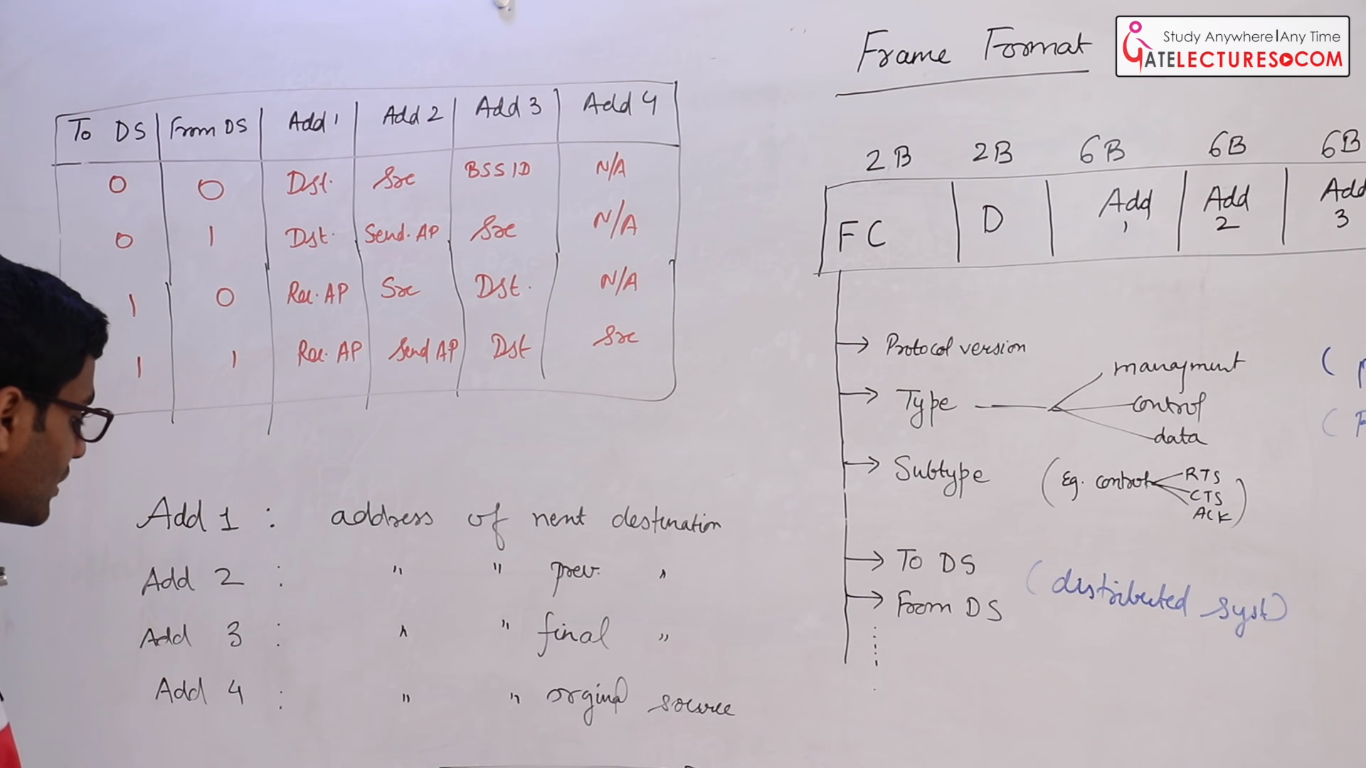 Study Anywhere|Any Time
GATELECTURES.COM
Frame Format
To DS From DS Add 1 Add 2 Add 3 Add 4
0 0 Dst. Src BSSID N/A
0 1 Dst. Send. AP Src N/A
1 0 Rec. AP Src Dst. N/A
1 1 Rec. AP Send AP Dst Src
Add 1 : address of next destination
Add 2 : " " prev. "
Add 3 : " " final "
Add 4 : " " orginal source
2B 2B 6B 6B 6B
FC D Add 1 Add 2 Add 3
→ Protocol version
→ Type
managment
control
data
→ Subtype (Eg. control RTS
CTS
ACK)
→ To DS
→ From DS
(distributed syst)